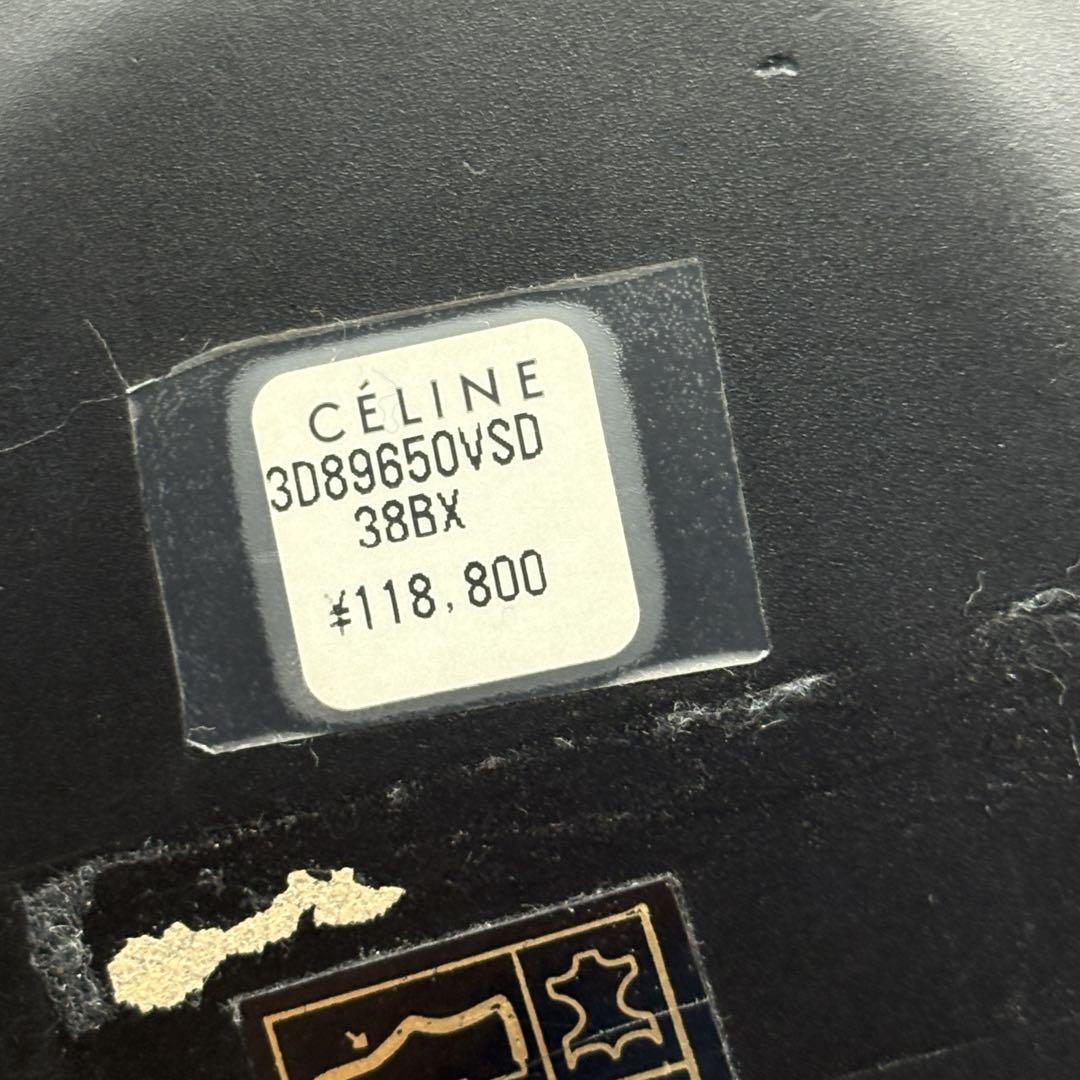 CÉLINE
3D89650VSD
38BX
¥118,800